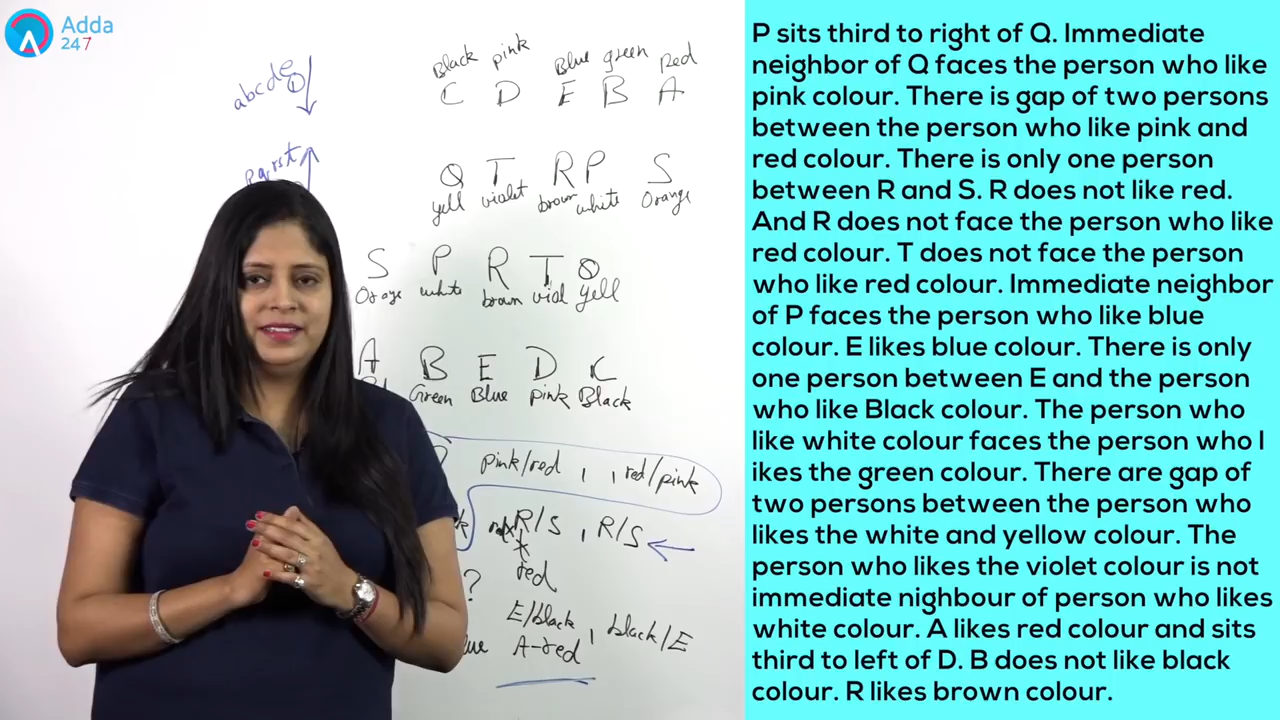 Adda
247
abcde
Black pink Blue green Red
C D E B A
Pqrst
Q T R P S
yell violet brown white Orange
S P R T Q
Orange white brown viol yell
A B E D C
Green Blue pink Black
? pink/red , , red/pink
R/S , R/S
red
?
E/black , black/E
A-red
P sits third to right of Q. Immediate
neighbor of Q faces the person who like
pink colour. There is gap of two persons
between the person who like pink and
red colour. There is only one person
between R and S. R does not like red.
And R does not face the person who like
red colour. T does not face the person
who like red colour. Immediate neighbor
of P faces the person who like blue
colour. E likes blue colour. There is only
one person between E and the person
who like Black colour. The person who
like white colour faces the person who l
ikes the green colour. There are gap of
two persons between the person who
likes the white and yellow colour. The
person who likes the violet colour is not
immediate nighbour of person who likes
white colour. A likes red colour and sits
third to left of D. B does not like black
colour. R likes brown colour.